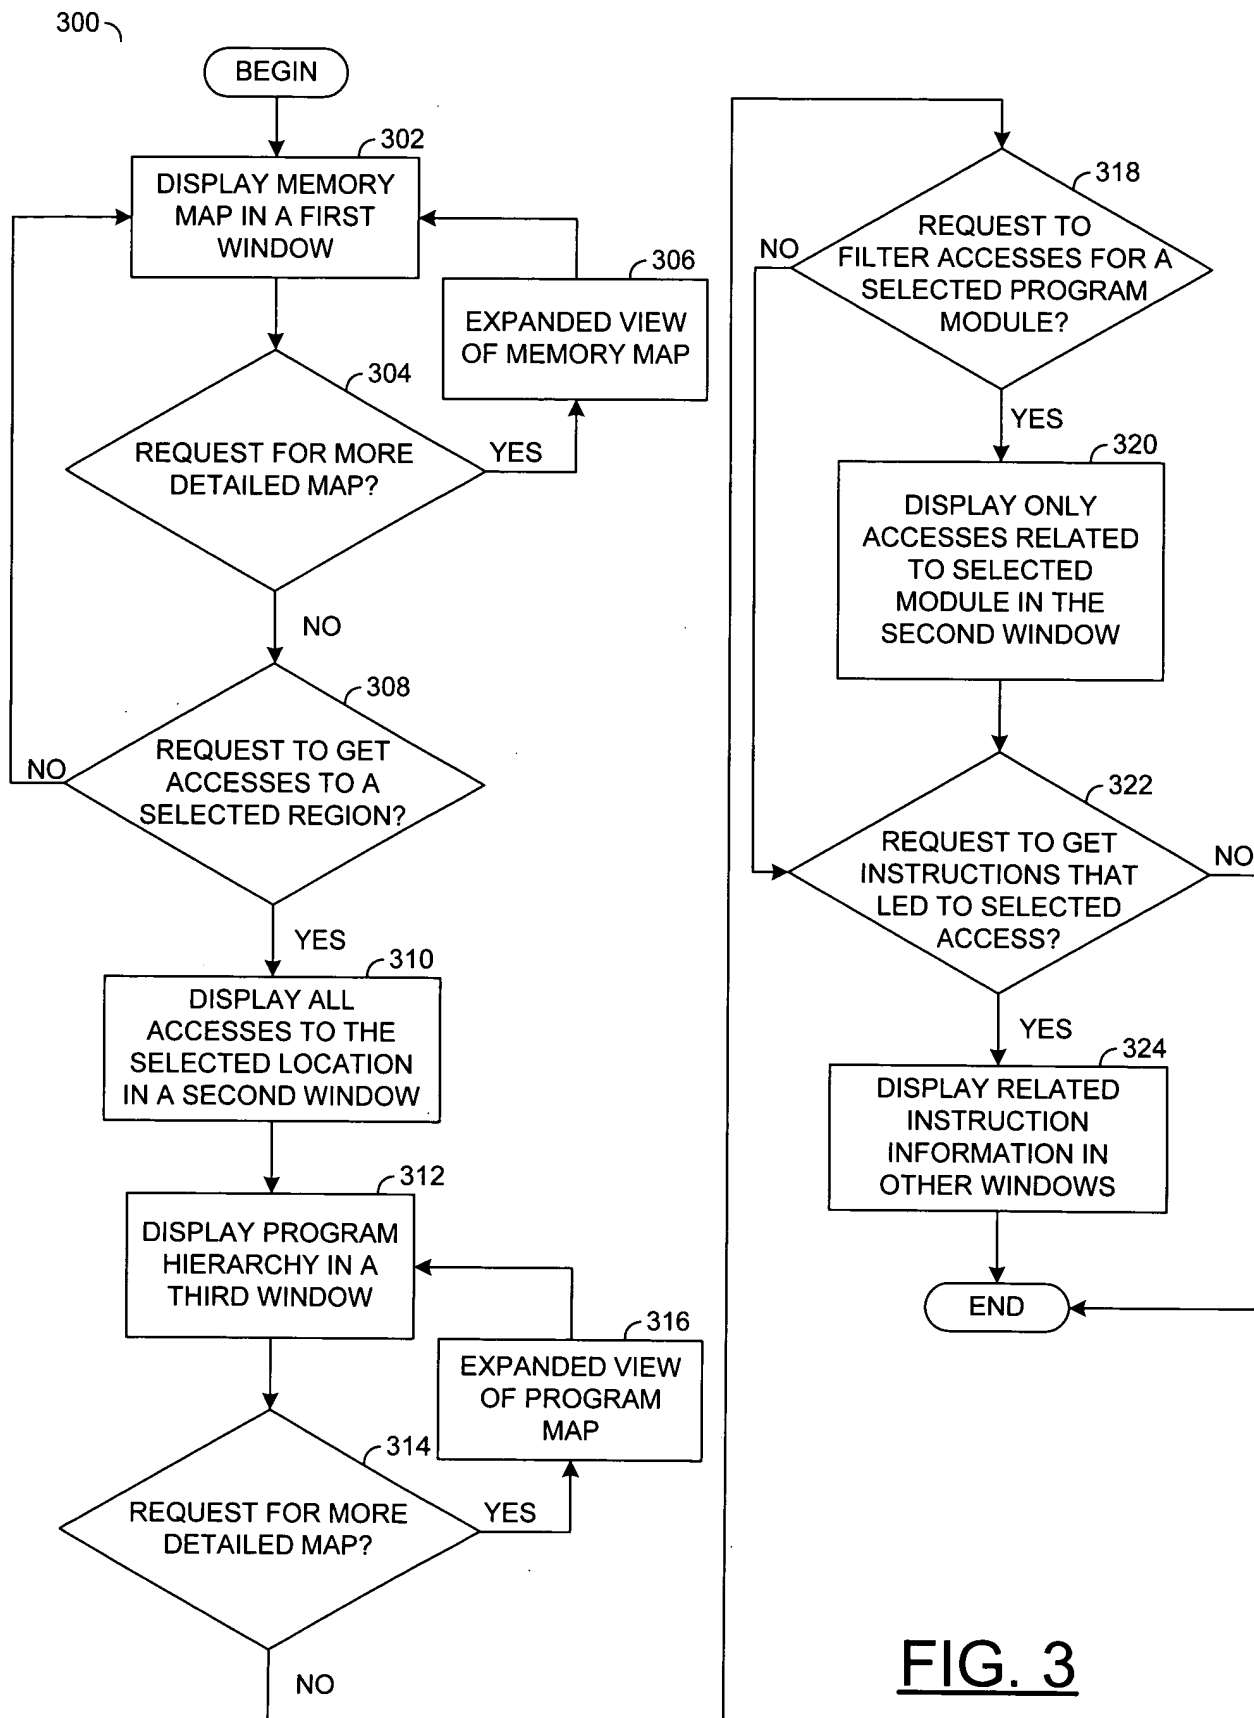 300
BEGIN
302
DISPLAY MEMORY
MAP IN A FIRST
WINDOW
306
EXPANDED VIEW
OF MEMORY MAP
304
REQUEST FOR MORE
DETAILED MAP?
YES
NO
308
REQUEST TO GET
ACCESSES TO A
SELECTED REGION?
NO
YES
310
DISPLAY ALL
ACCESSES TO THE
SELECTED LOCATION
IN A SECOND WINDOW
312
DISPLAY PROGRAM
HIERARCHY IN A
THIRD WINDOW
316
EXPANDED VIEW
OF PROGRAM
MAP
314
REQUEST FOR MORE
DETAILED MAP?
YES
NO
318
REQUEST TO
FILTER ACCESSES FOR A
SELECTED PROGRAM
MODULE?
NO
YES
320
DISPLAY ONLY
ACCESSES RELATED
TO SELECTED
MODULE IN THE
SECOND WINDOW
322
REQUEST TO GET
INSTRUCTIONS THAT
LED TO SELECTED
ACCESS?
NO
YES
324
DISPLAY RELATED
INSTRUCTION
INFORMATION IN
OTHER WINDOWS
END
FIG. 3